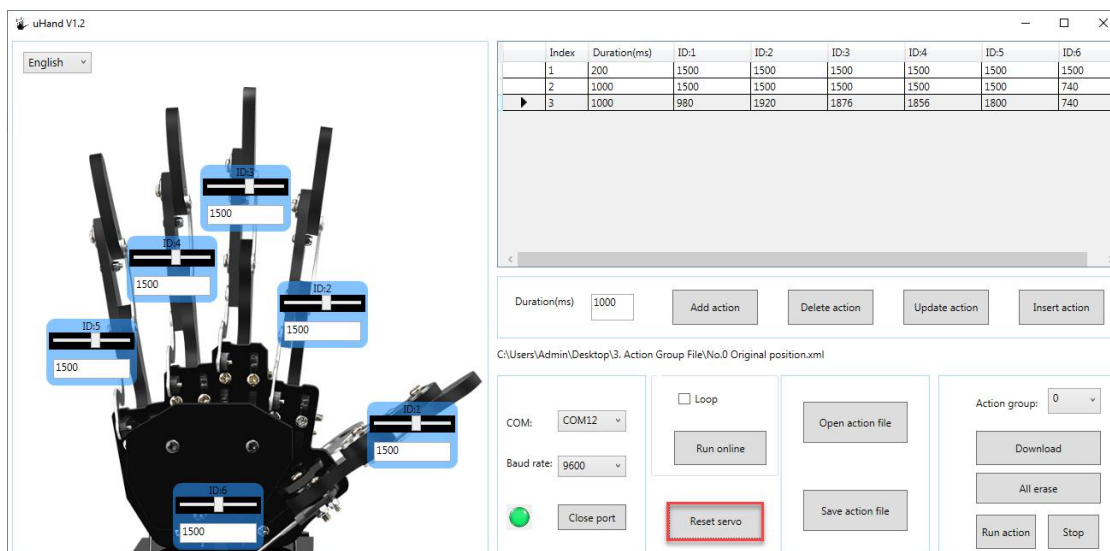 uHand V1.2
English
ID:3
1500
ID:4
1500
ID:2
1500
ID:5
1500
ID:1
1500
ID:6
1500
Index Duration(ms) ID:1 ID:2 ID:3 ID:4 ID:5 ID:6
1 200 1500 1500 1500 1500 1500 1500
2 1000 1500 1500 1500 1500 1500 740
3 1000 980 1920 1876 1856 1800 740
Duration(ms) 1000 Add action Delete action Update action Insert action
C:\Users\Admin\Desktop\3. Action Group File\No.0 Original position.xml
COM: COM12
Baud rate: 9600
Close port
Loop
Run online
Reset servo
Open action file
Save action file
Action group: 0
Download
All erase
Run action Stop